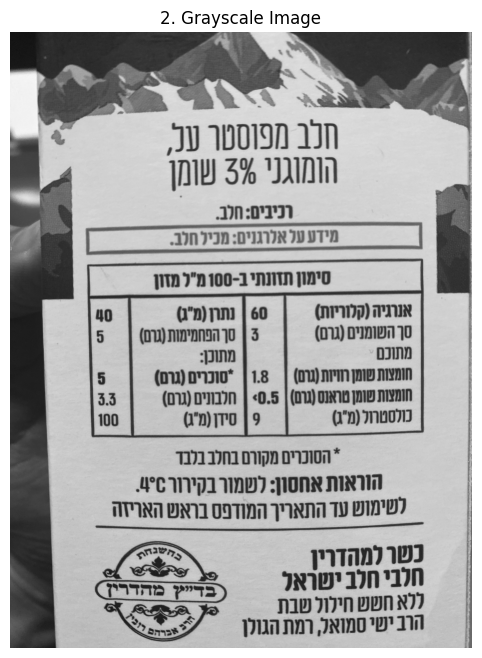 2. Grayscale Image
חלב מפוסטר על,
הומוגני 3% שומן
רכיבים: חלב.
מידע על אלרגנים: מכיל חלב.
סימון תזונתי ב-100 מ"ל מזון
אנרגיה (קלוריות) 60 נתרן (מ"ג) 40
סך השומנים (גרם) 3 סך הפחמימות (גרם) 5
מתוכם מתוכן:
חומצות שומן רוויות (גרם) 1.8 *סוכרים (גרם) 5
חומצות שומן טראנס (גרם) <0.5 חלבונים (גרם) 3.3
כולסטרול (מ"ג) 9 סידן (מ"ג) 100
*הסוכרים מקורם בחלב בלבד
הוראות אחסון: לשמור בקירור 4°C.
לשימוש עד התאריך המודפס בראש האריזה
כשר למהדרין
חלבי חלב ישראל
ללא חשש חילול שבת
הרב ישי סמואל, רמת הגולן
בהשגחת
בד"ץ מהדרין
הרב אברהם רובין